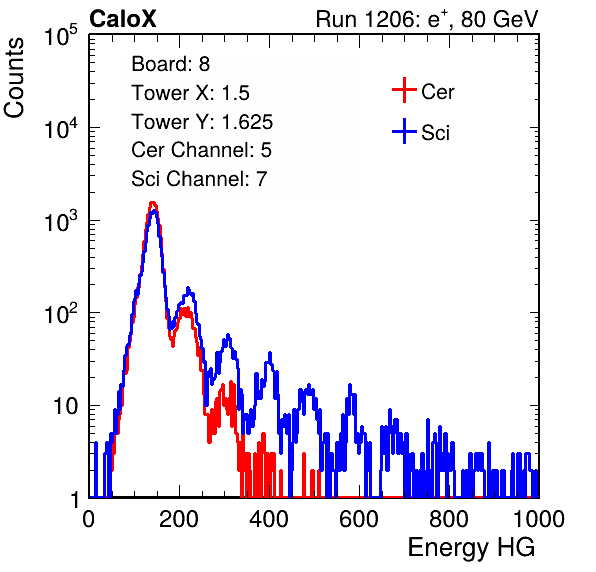 CaloX Run 1206: e⁺, 80 GeV
Board: 8
Tower X: 1.5
Tower Y: 1.625
Cer Channel: 5
Sci Channel: 7
Cer
Sci
Counts
10⁵
10⁴
10³
10²
10
1
0 200 400 600 800 1000
Energy HG